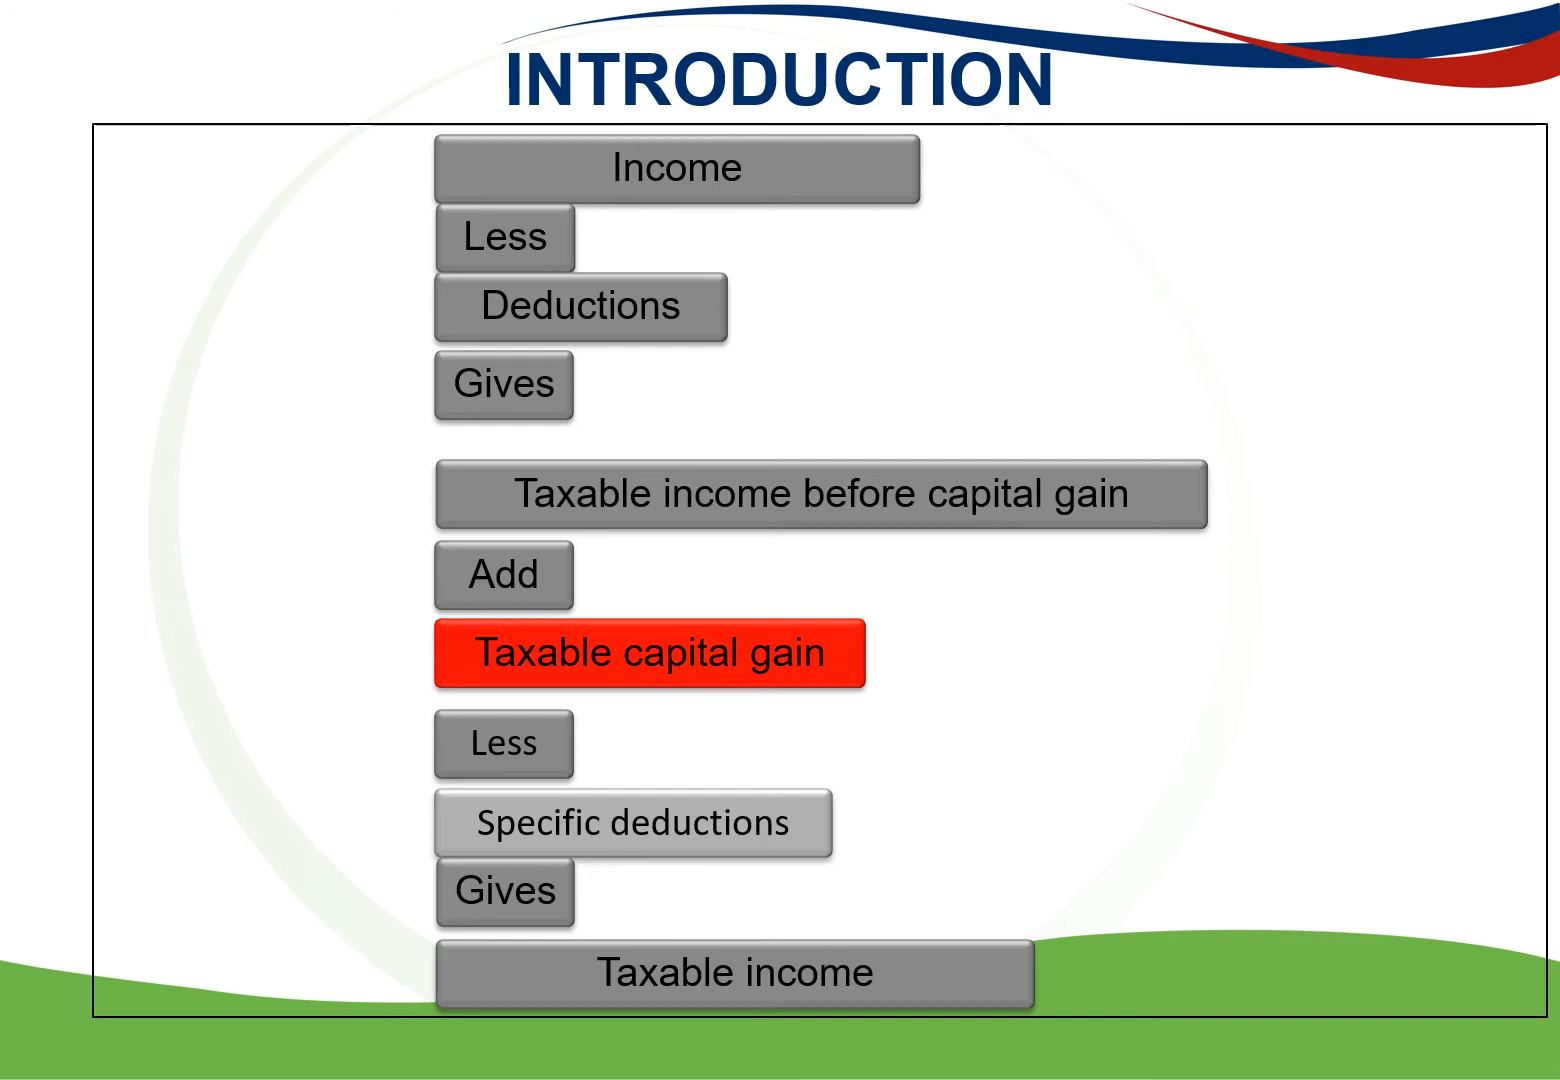 INTRODUCTION
Income
Less
Deductions
Gives
Taxable income before capital gain
Add
Taxable capital gain
Less
Specific deductions
Gives
Taxable income